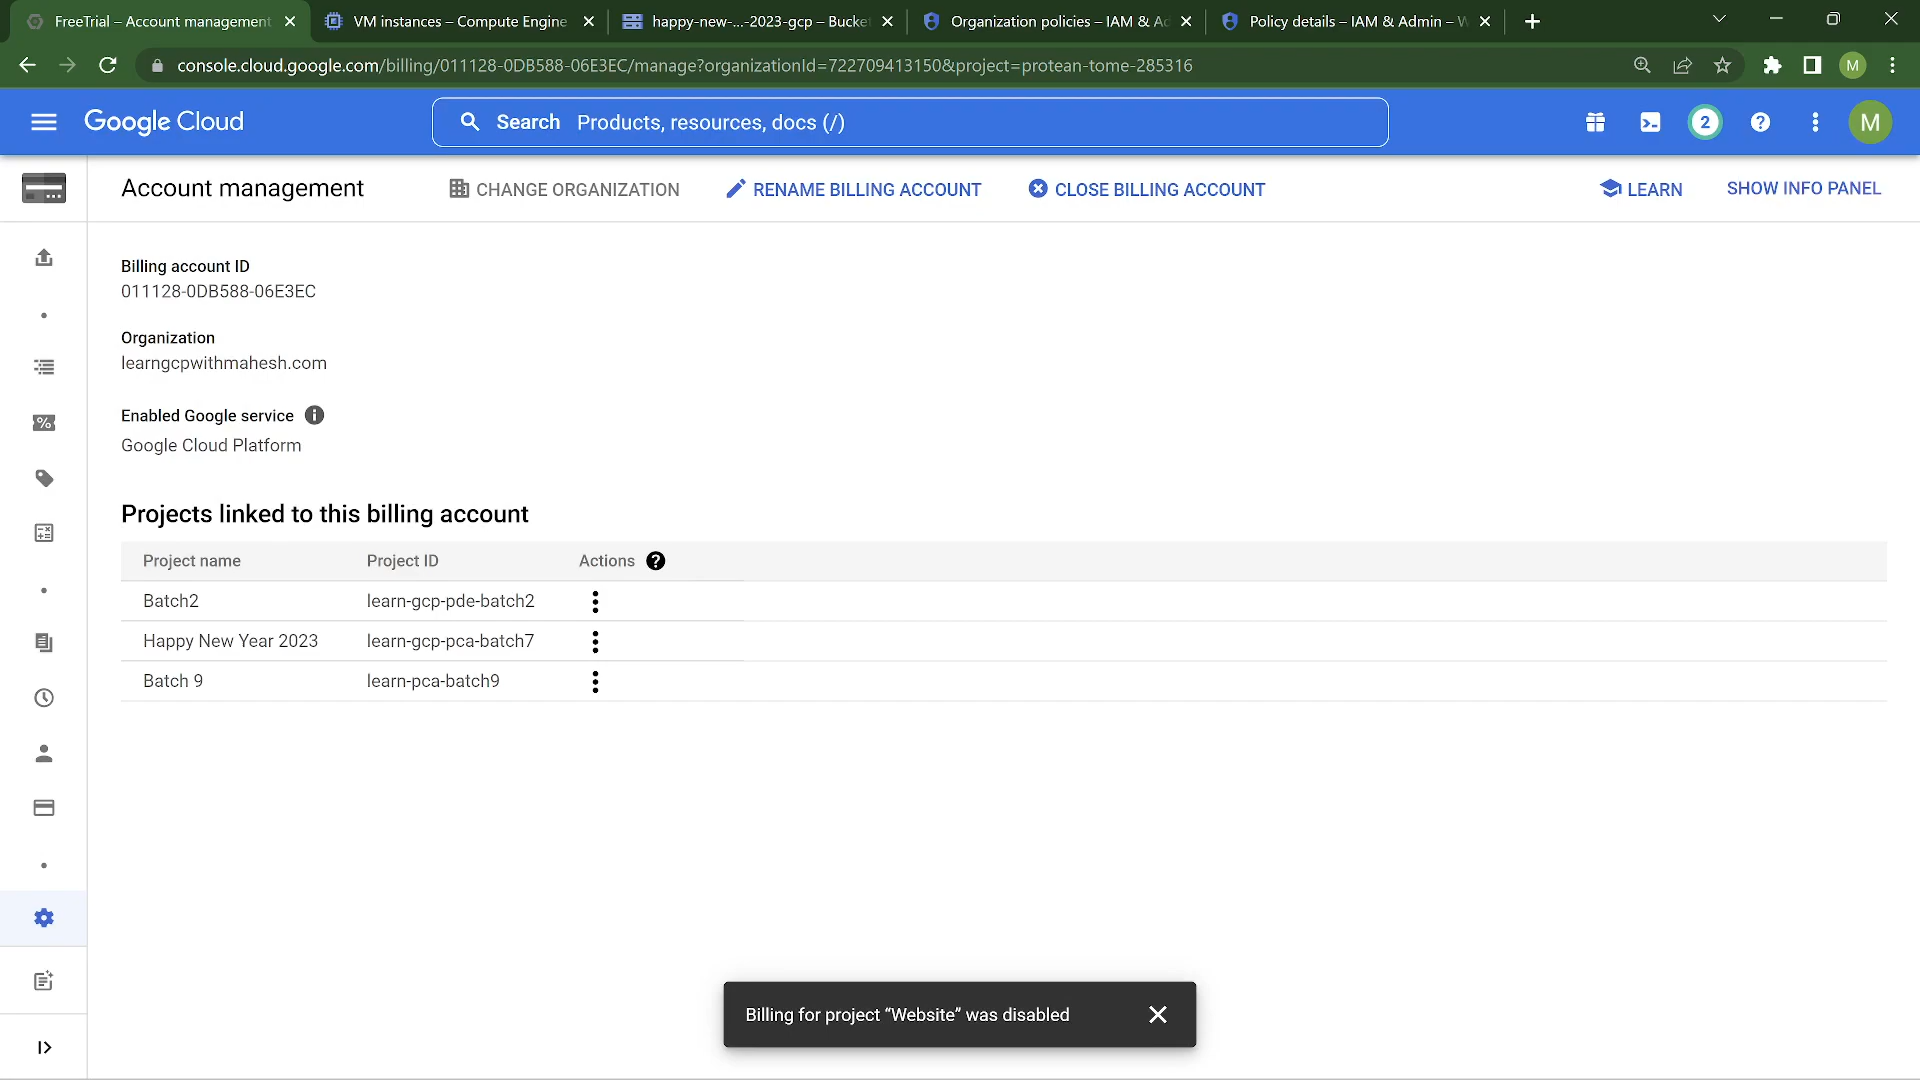 FreeTrial – Account management
VM instances – Compute Engine
happy-new-...-2023-gcp – Bucke
Organization policies – IAM & Ad
Policy details – IAM & Admin – W
console.cloud.google.com/billing/011128-0DB588-06E3EC/manage?organizationId=722709413150&project=protean-tome-285316
M
Google Cloud
Search Products, resources, docs (/)
2
M
Account management
CHANGE ORGANIZATION
RENAME BILLING ACCOUNT
CLOSE BILLING ACCOUNT
LEARN
SHOW INFO PANEL
Billing account ID
011128-0DB588-06E3EC
Organization
learngcpwithmahesh.com
Enabled Google service
Google Cloud Platform
Projects linked to this billing account
Project name Project ID Actions
Batch2 learn-gcp-pde-batch2
Happy New Year 2023 learn-gcp-pca-batch7
Batch 9 learn-pca-batch9
Billing for project “Website” was disabled